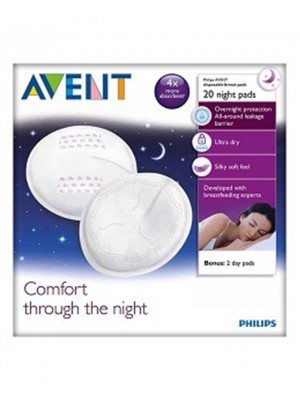 AVENT
4x
more
absorbent*
Philips AVENT
disposable breast pads
20 night pads
Overnight protection
All-around leakage
barrier
Ultra dry
Silky soft feel
Developed with
breastfeeding experts
Bonus: 2 day pads
Comfort
through the night
PHILIPS